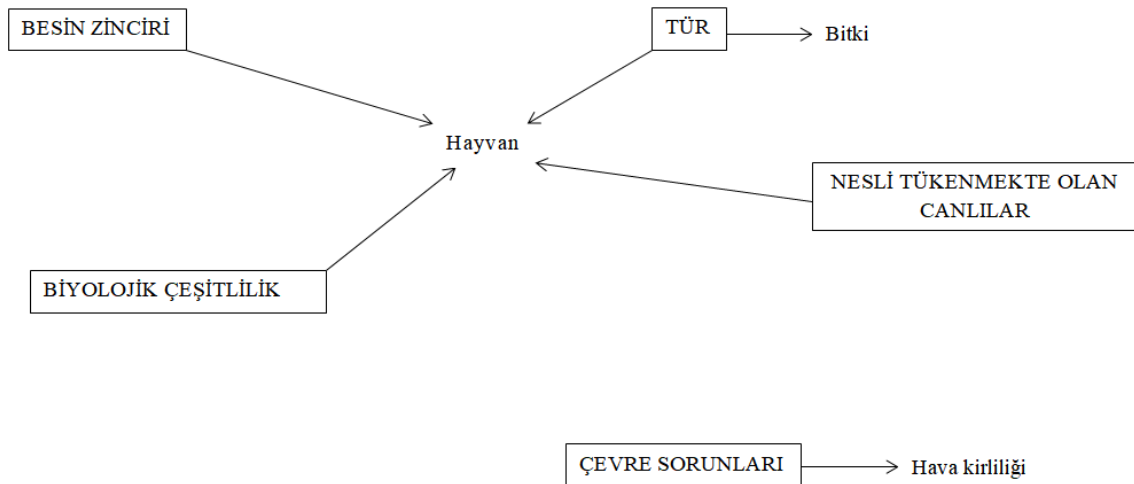 BESİN ZİNCİRİ
TÜR
Bitki
Hayvan
NESLİ TÜKENMEKTE OLAN
CANLILAR
BİYOLOJİK ÇEŞİTLİLİK
ÇEVRE SORUNLARI
Hava kirliliği